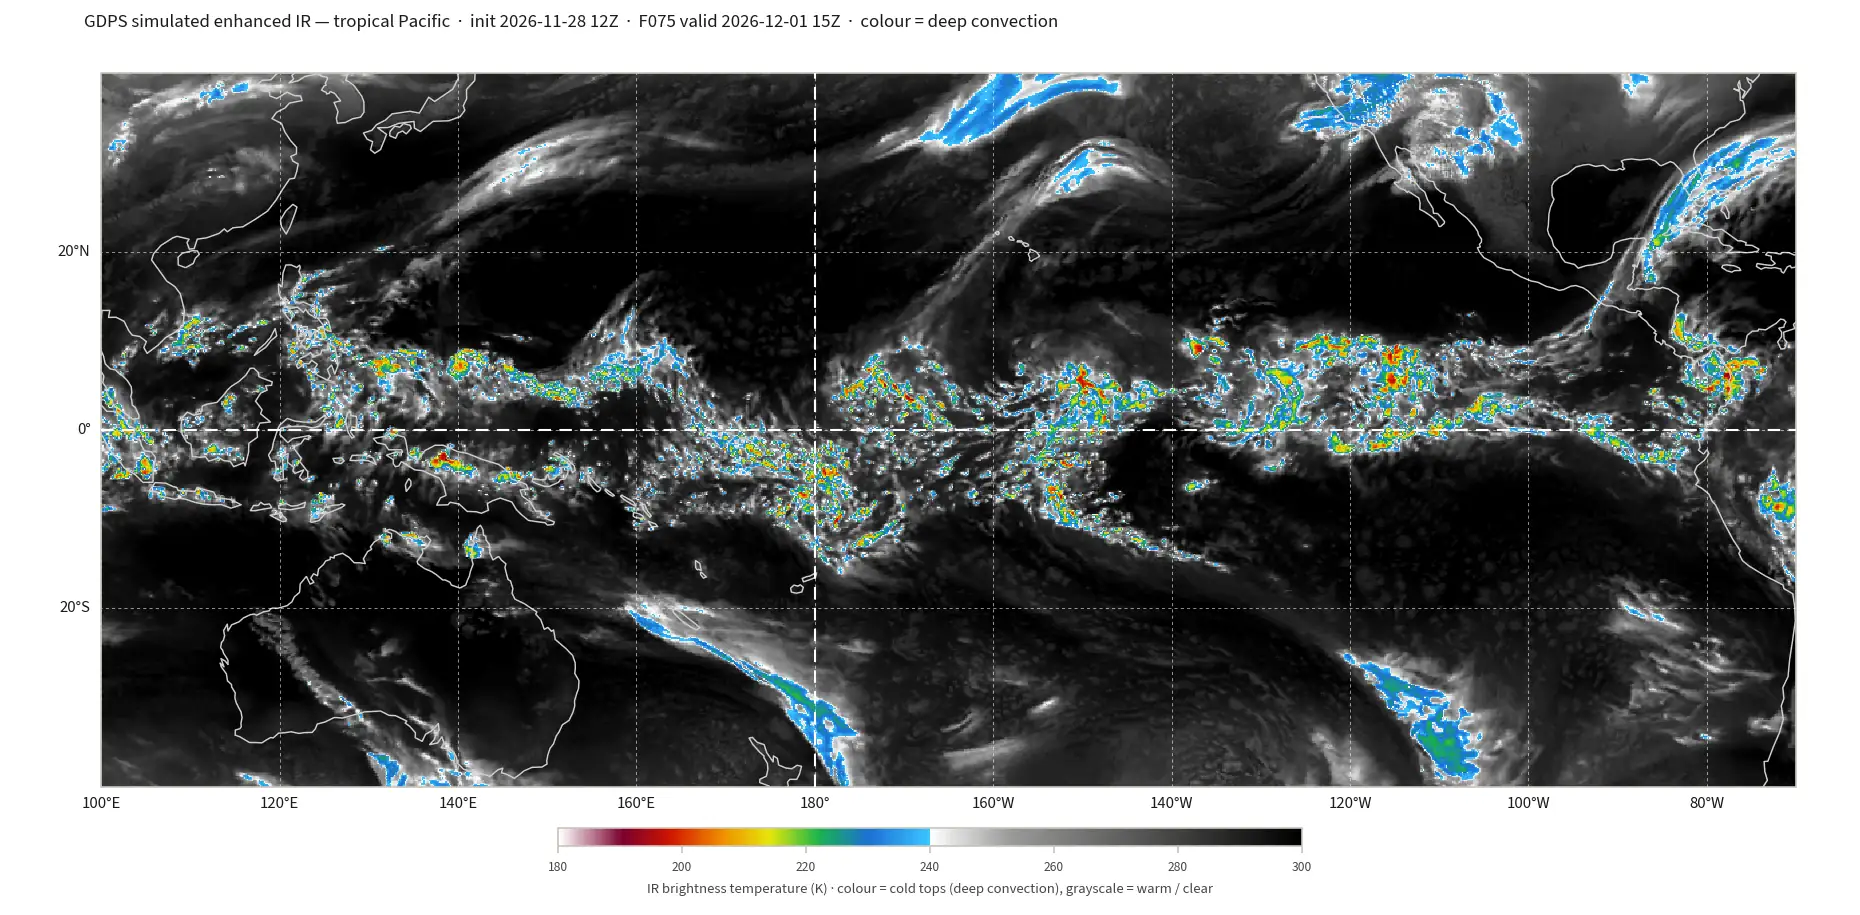 GDPS simulated enhanced IR — tropical Pacific · init 2026-11-28 12Z · F075 valid 2026-12-01 15Z · colour = deep convection
20°N
0°
20°S
100°E 120°E 140°E 160°E 180° 160°W 140°W 120°W 100°W 80°W
180 200 220 240 260 280 300
IR brightness temperature (K) · colour = cold tops (deep convection), grayscale = warm / clear